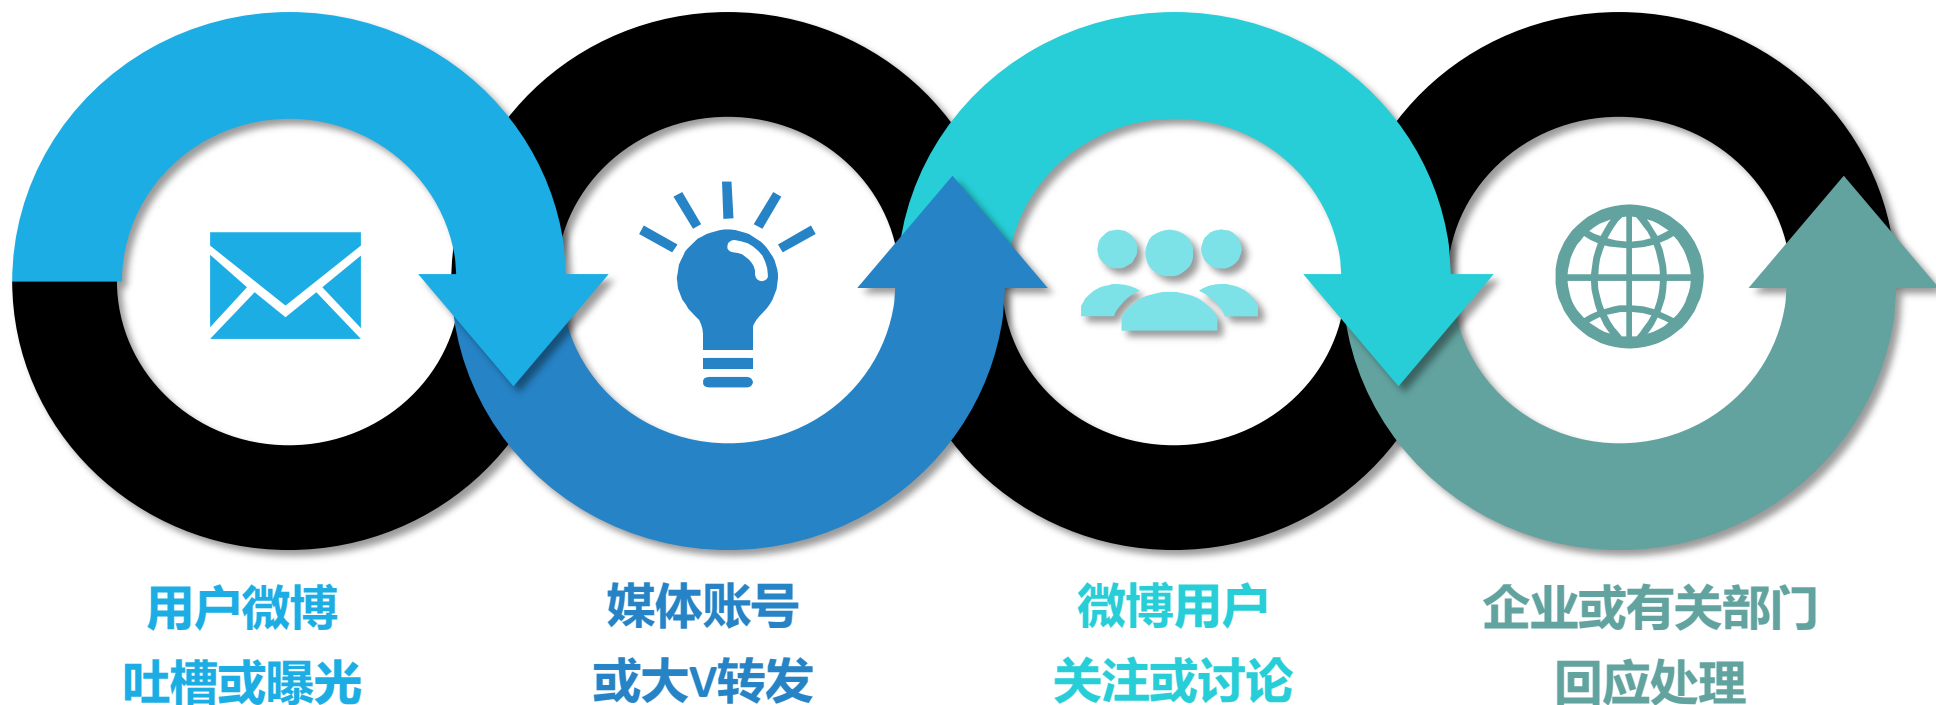 用户微博
吐槽或曝光
媒体账号
或大V转发
微博用户
关注或讨论
企业或有关部门
回应处理